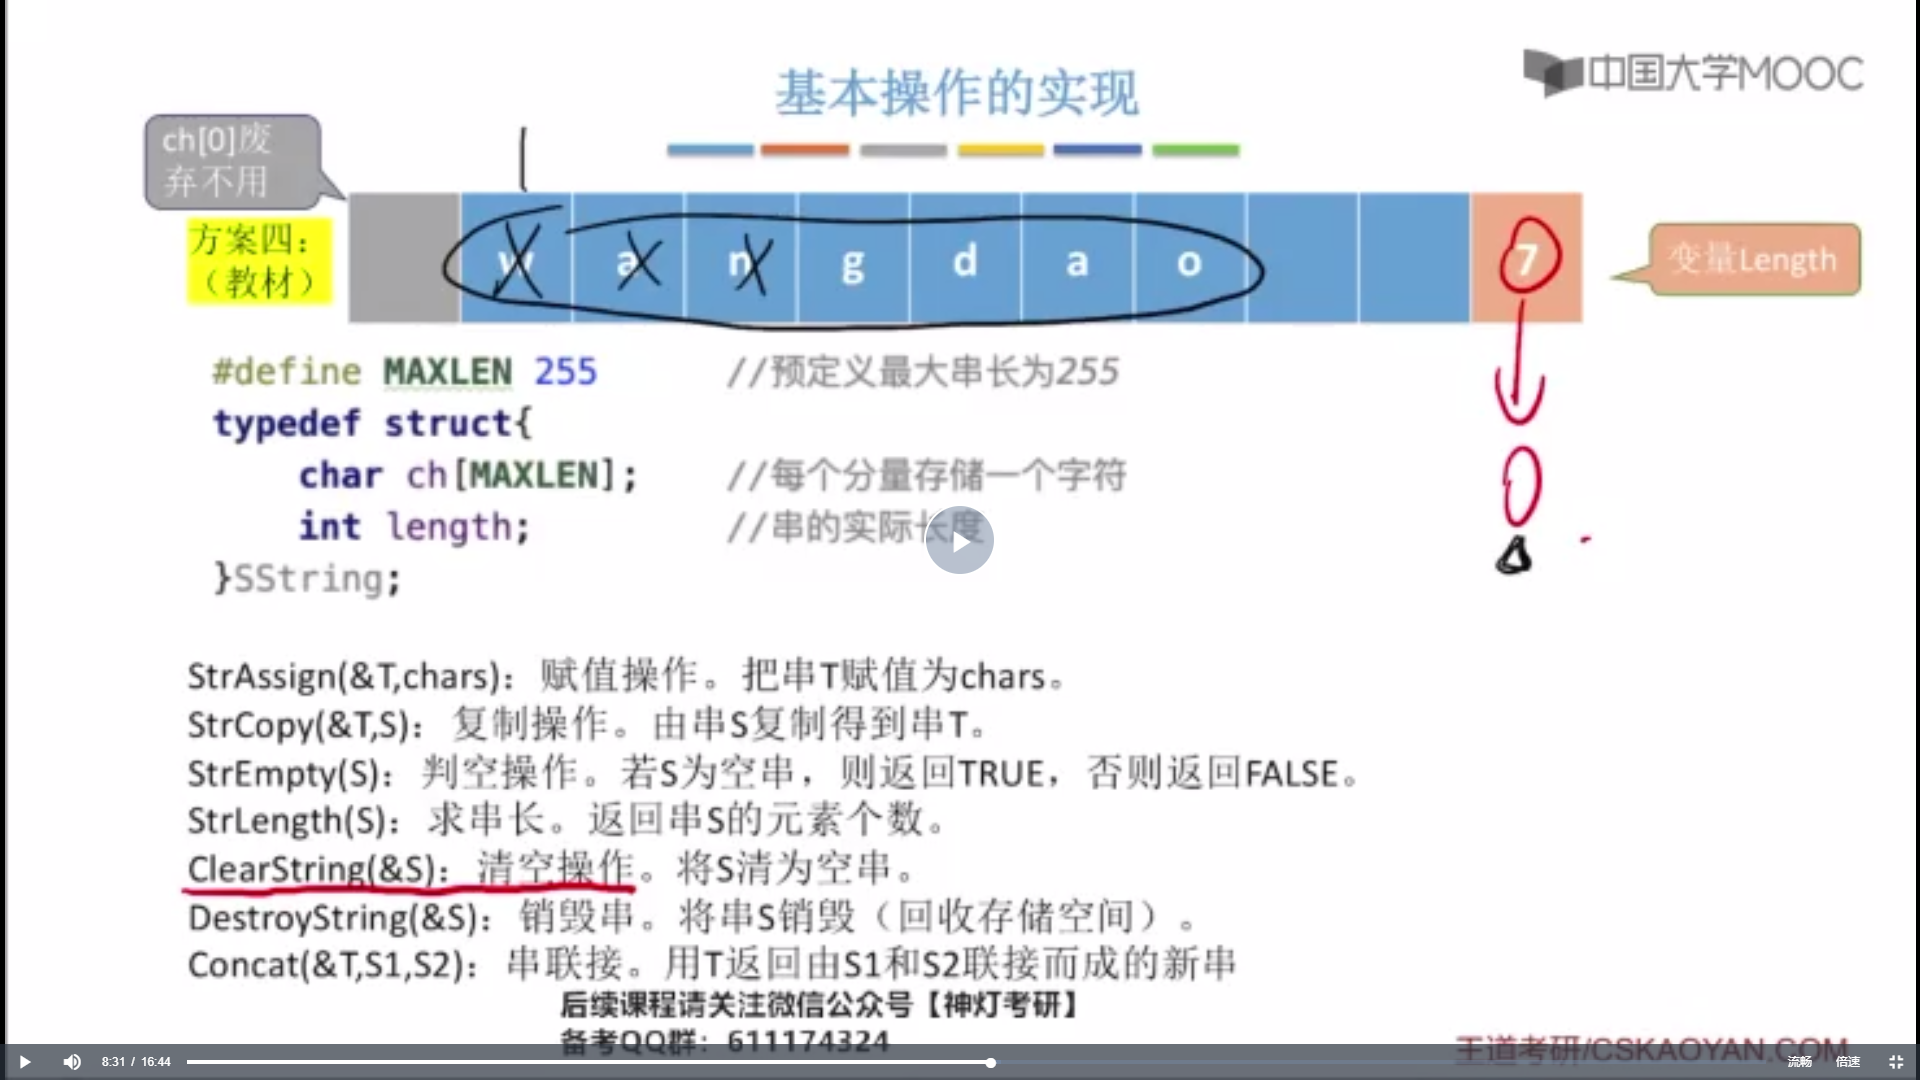 中国大学MOOC
基本操作的实现
ch[0]废
弃不用
方案四：
（教材）
w a n g d a o 7
变量Length
#define MAXLEN 255 //预定义最大串长为255
typedef struct{
char ch[MAXLEN]; //每个分量存储一个字符
int length; //串的实际长度
}SString;
0
StrAssign(&T,chars)：赋值操作。把串T赋值为chars。
StrCopy(&T,S)：复制操作。由串S复制得到串T。
StrEmpty(S)：判空操作。若S为空串，则返回TRUE，否则返回FALSE。
StrLength(S)：求串长。返回串S的元素个数。
ClearString(&S)：清空操作。将S清为空串。
DestroyString(&S)：销毁串。将串S销毁（回收存储空间）。
Concat(&T,S1,S2)：串联接。用T返回由S1和S2联接而成的新串
后续课程请关注微信公众号【神灯考研】
备考QQ群：611174324
王道考研/CSKAOYAN.COM
8:31 / 16:44 流畅 倍速